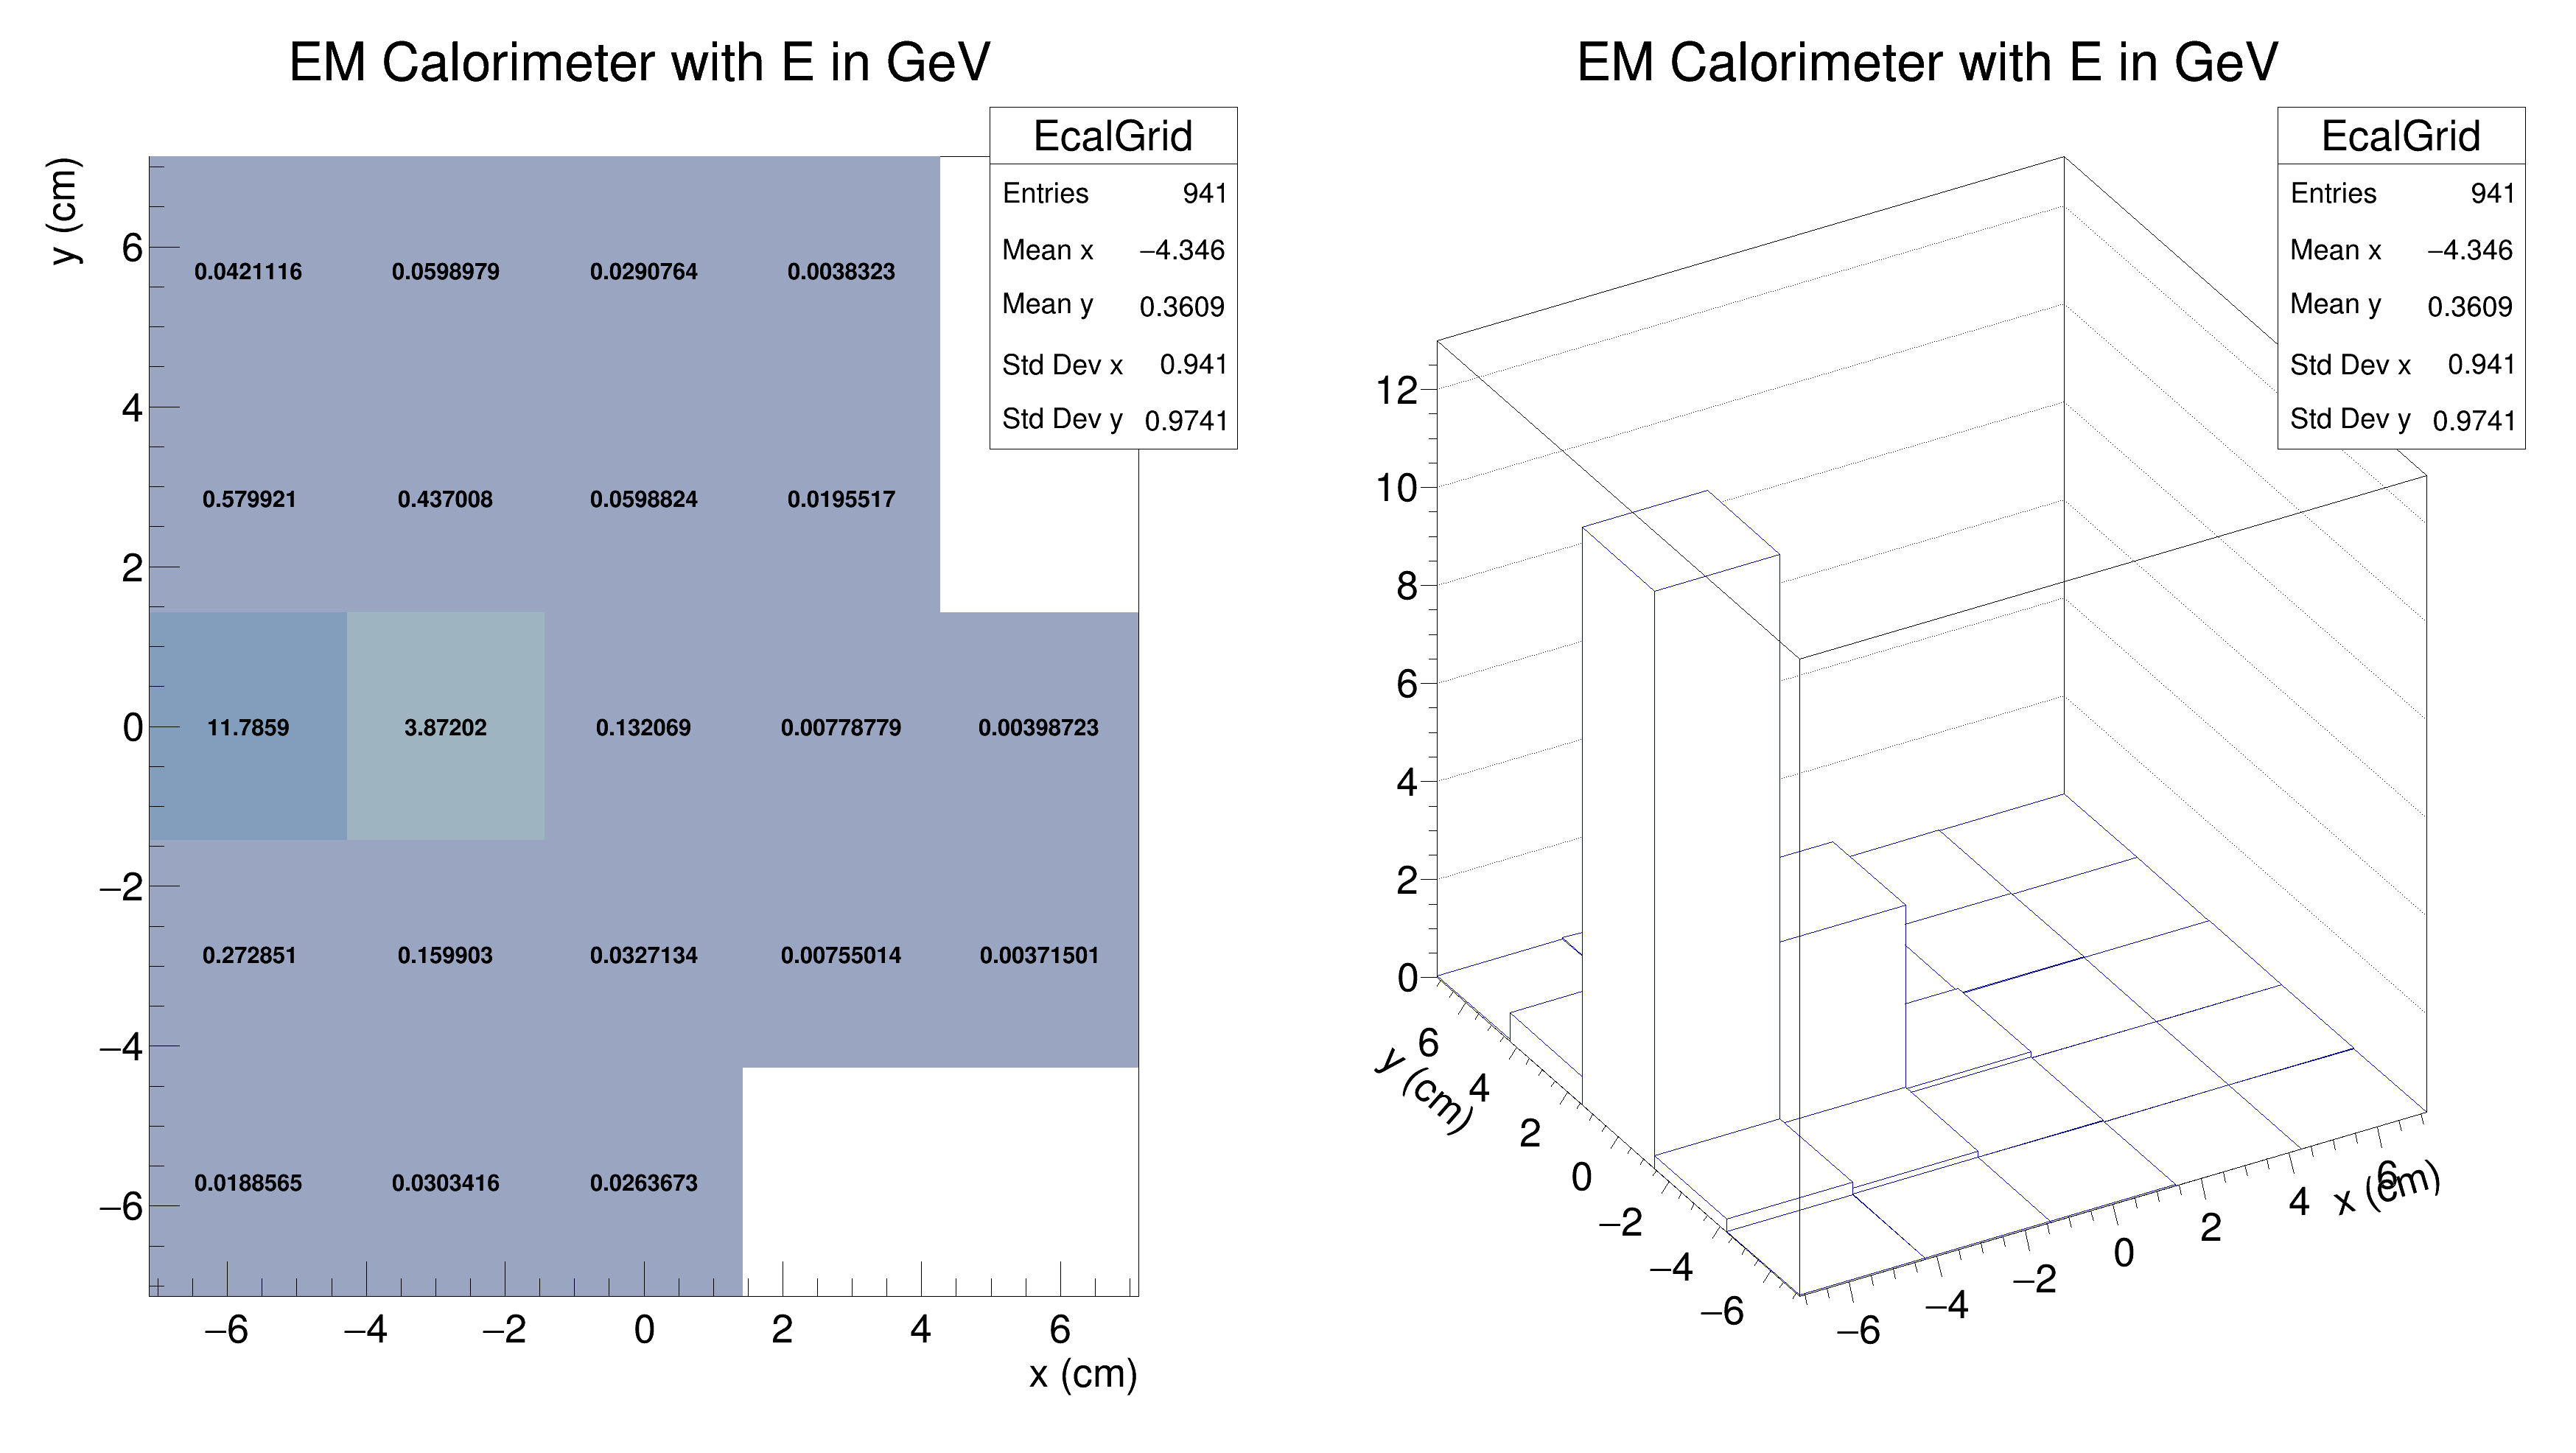 EM Calorimeter with E in GeV
EcalGrid
Entries 941
Mean x −4.346
Mean y 0.3609
Std Dev x 0.941
Std Dev y 0.9741
y (cm)
6
4
2
0
−2
−4
−6
0.0421116 0.0598979 0.0290764 0.0038323
0.579921 0.437008 0.0598824 0.0195517
11.7859 3.87202 0.132069 0.00778779 0.00398723
0.272851 0.159903 0.0327134 0.00755014 0.00371501
0.0188565 0.0303416 0.0263673
−6 −4 −2 0 2 4 6
x (cm)
EM Calorimeter with E in GeV
EcalGrid
Entries 941
Mean x −4.346
Mean y 0.3609
Std Dev x 0.941
Std Dev y 0.9741
12
10
8
6
4
2
0
y (cm)
6
4
2
0
−2
−4
−6
−6 −4 −2 0 2 4 6
x (cm)